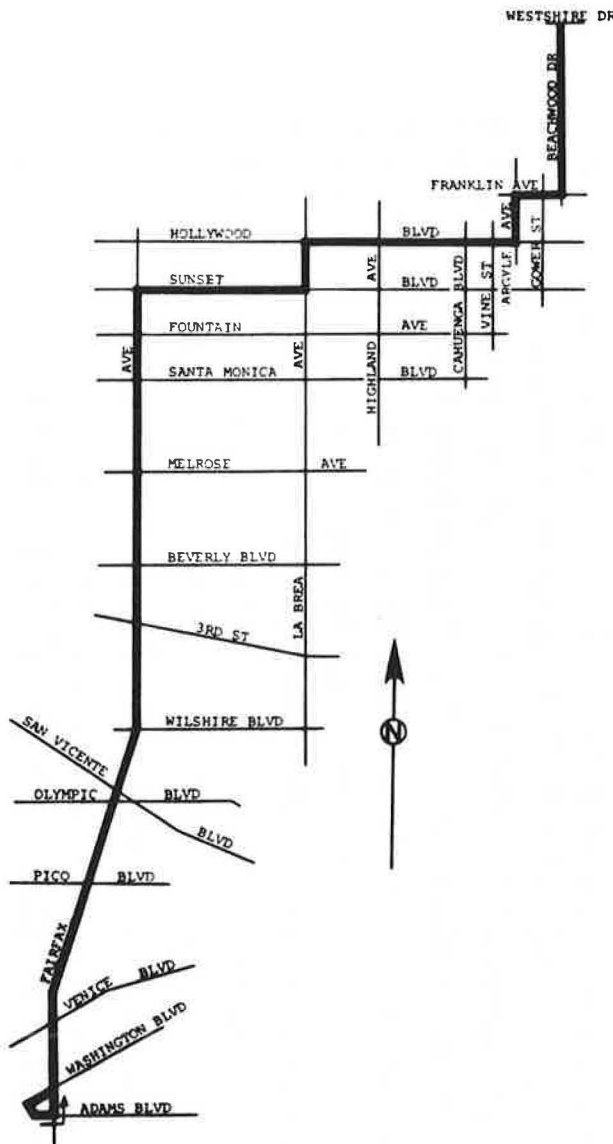 WESTSHIRE DR
BEACHWOOD DR
FRANKLIN AVE
HOLLYWOOD BLVD
AVE
GOWER ST
SUNSET BLVD
AVE
CAHUENGA BLVD
VINE ST
ARGYLE
FOUNTAIN AVE
AVE
AVE
SANTA MONICA BLVD
HIGHLAND
MELROSE AVE
BEVERLY BLVD
LA BREA
3RD ST
WILSHIRE BLVD
N
SAN VICENTE
OLYMPIC BLVD
BLVD
PICO BLVD
FAIRFAX
VENICE BLVD
WASHINGTON BLVD
ADAMS BLVD